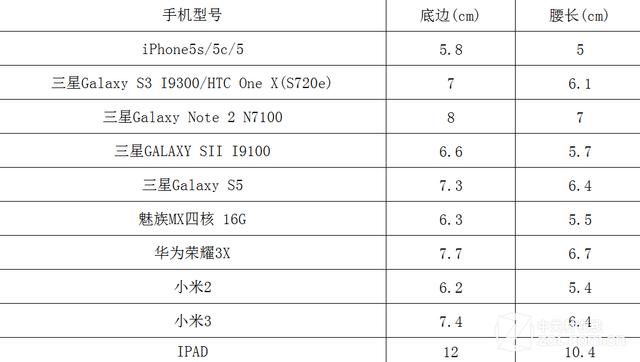 手机型号 底边(cm) 腰长(cm)
iPhone5s/5c/5 5.8 5
三星Galaxy S3 I9300/HTC One X(S720e) 7 6.1
三星Galaxy Note 2 N7100 8 7
三星GALAXY SII I9100 6.6 5.7
三星Galaxy S5 7.3 6.4
魅族MX四核 16G 6.3 5.5
华为荣耀3X 7.7 6.7
小米2 6.2 5.4
小米3 7.4 6.4
IPAD 12 10.4